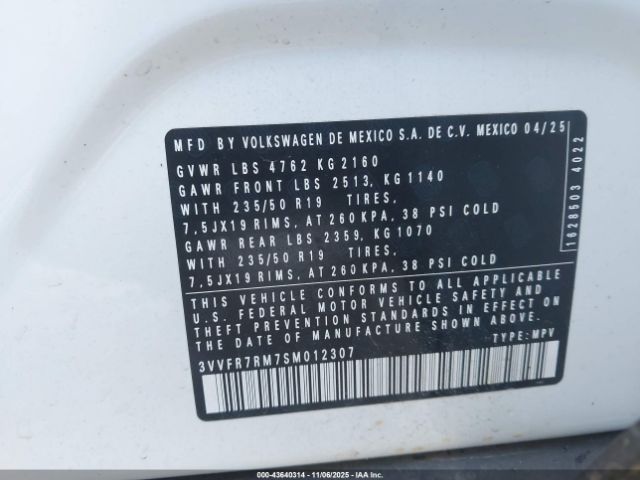 MFD BY VOLKSWAGEN DE MEXICO S.A. DE C.V. MEXICO 04/25
GVWR LBS 4762 KG 2160
GAWR FRONT LBS 2513, KG 1140
WITH 235/50 R19 TIRES,
7,5JX19 RIMS, AT 260 KPA, 38 PSI COLD
GAWR REAR LBS 2359, KG 1070
WITH 235/50 R19 TIRES,
7,5JX19 RIMS, AT 260 KPA, 38 PSI COLD
THIS VEHICLE CONFORMS TO ALL APPLICABLE
U.S. FEDERAL MOTOR VEHICLE SAFETY AND
THEFT PREVENTION STANDARDS IN EFFECT ON
THE DATE OF MANUFACTURE SHOWN ABOVE.
3VVFR7RM7SM012307 TYPE: MPV
1628503 4022
000-43640314 - 11/06/2025 - IAAI, Inc.